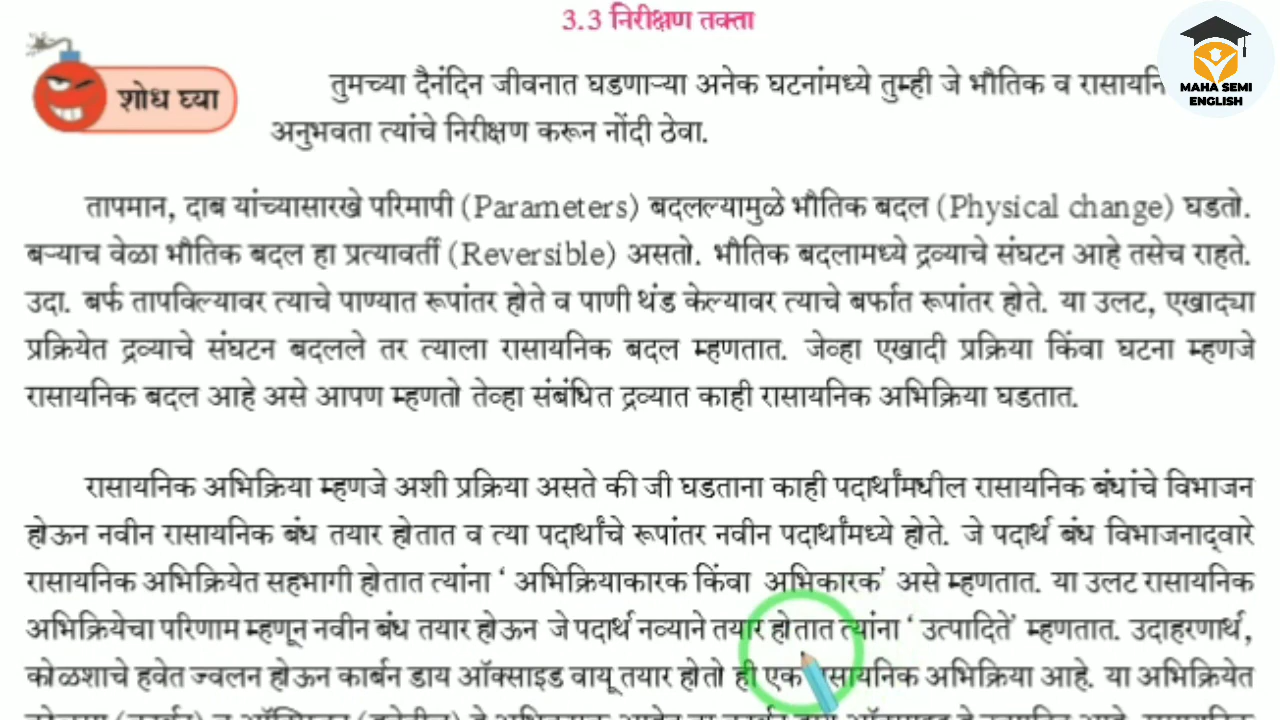 3.3 निरीक्षण तक्ता
MAHA SEMI
ENGLISH
शोध घ्या
तुमच्या दैनंदिन जीवनात घडणाऱ्या अनेक घटनांमध्ये तुम्ही जे भौतिक व
अनुभवता त्यांचे निरीक्षण करून नोंदी ठेवा.
तापमान, दाब यांच्यासारखे परिमापी (Parameters) बदलल्यामुळे भौतिक बदल (Physical change) घडतो.
बऱ्याच वेळा भौतिक बदल हा प्रत्यावर्ती (Reversible) असतो. भौतिक बदलामध्ये द्रव्याचे संघटन आहे तसेच राहते.
उदा. बर्फ तापविल्यावर त्याचे पाण्यात रूपांतर होते व पाणी थंड केल्यावर त्याचे बर्फात रूपांतर होते. या उलट, एखाद्या
प्रक्रियेत द्रव्याचे संघटन बदलले तर त्याला रासायनिक बदल म्हणतात. जेव्हा एखादी प्रक्रिया किंवा घटना म्हणजे
रासायनिक बदल आहे असे आपण म्हणतो तेव्हा संबंधित द्रव्यात काही रासायनिक अभिक्रिया घडतात.
रासायनिक अभिक्रिया म्हणजे अशी प्रक्रिया असते की जी घडताना काही पदार्थांमधील रासायनिक बंधांचे विभाजन
होऊन नवीन रासायनिक बंध तयार होतात व त्या पदार्थांचे रूपांतर नवीन पदार्थांमध्ये होते. जे पदार्थ बंध विभाजनाद्वारे
रासायनिक अभिक्रियेत सहभागी होतात त्यांना ‘ अभिक्रियाकारक किंवा अभिकारक’ असे म्हणतात. या उलट रासायनिक
अभिक्रियेचा परिणाम म्हणून नवीन बंध तयार होऊन जे पदार्थ नव्याने तयार होतात त्यांना ‘ उत्पादिते’ म्हणतात. उदाहरणार्थ,
कोळशाचे हवेत ज्वलन होऊन कार्बन डाय ऑक्साइड वायू तयार होतो ही एक रासायनिक अभिक्रिया आहे. या अभिक्रियेत